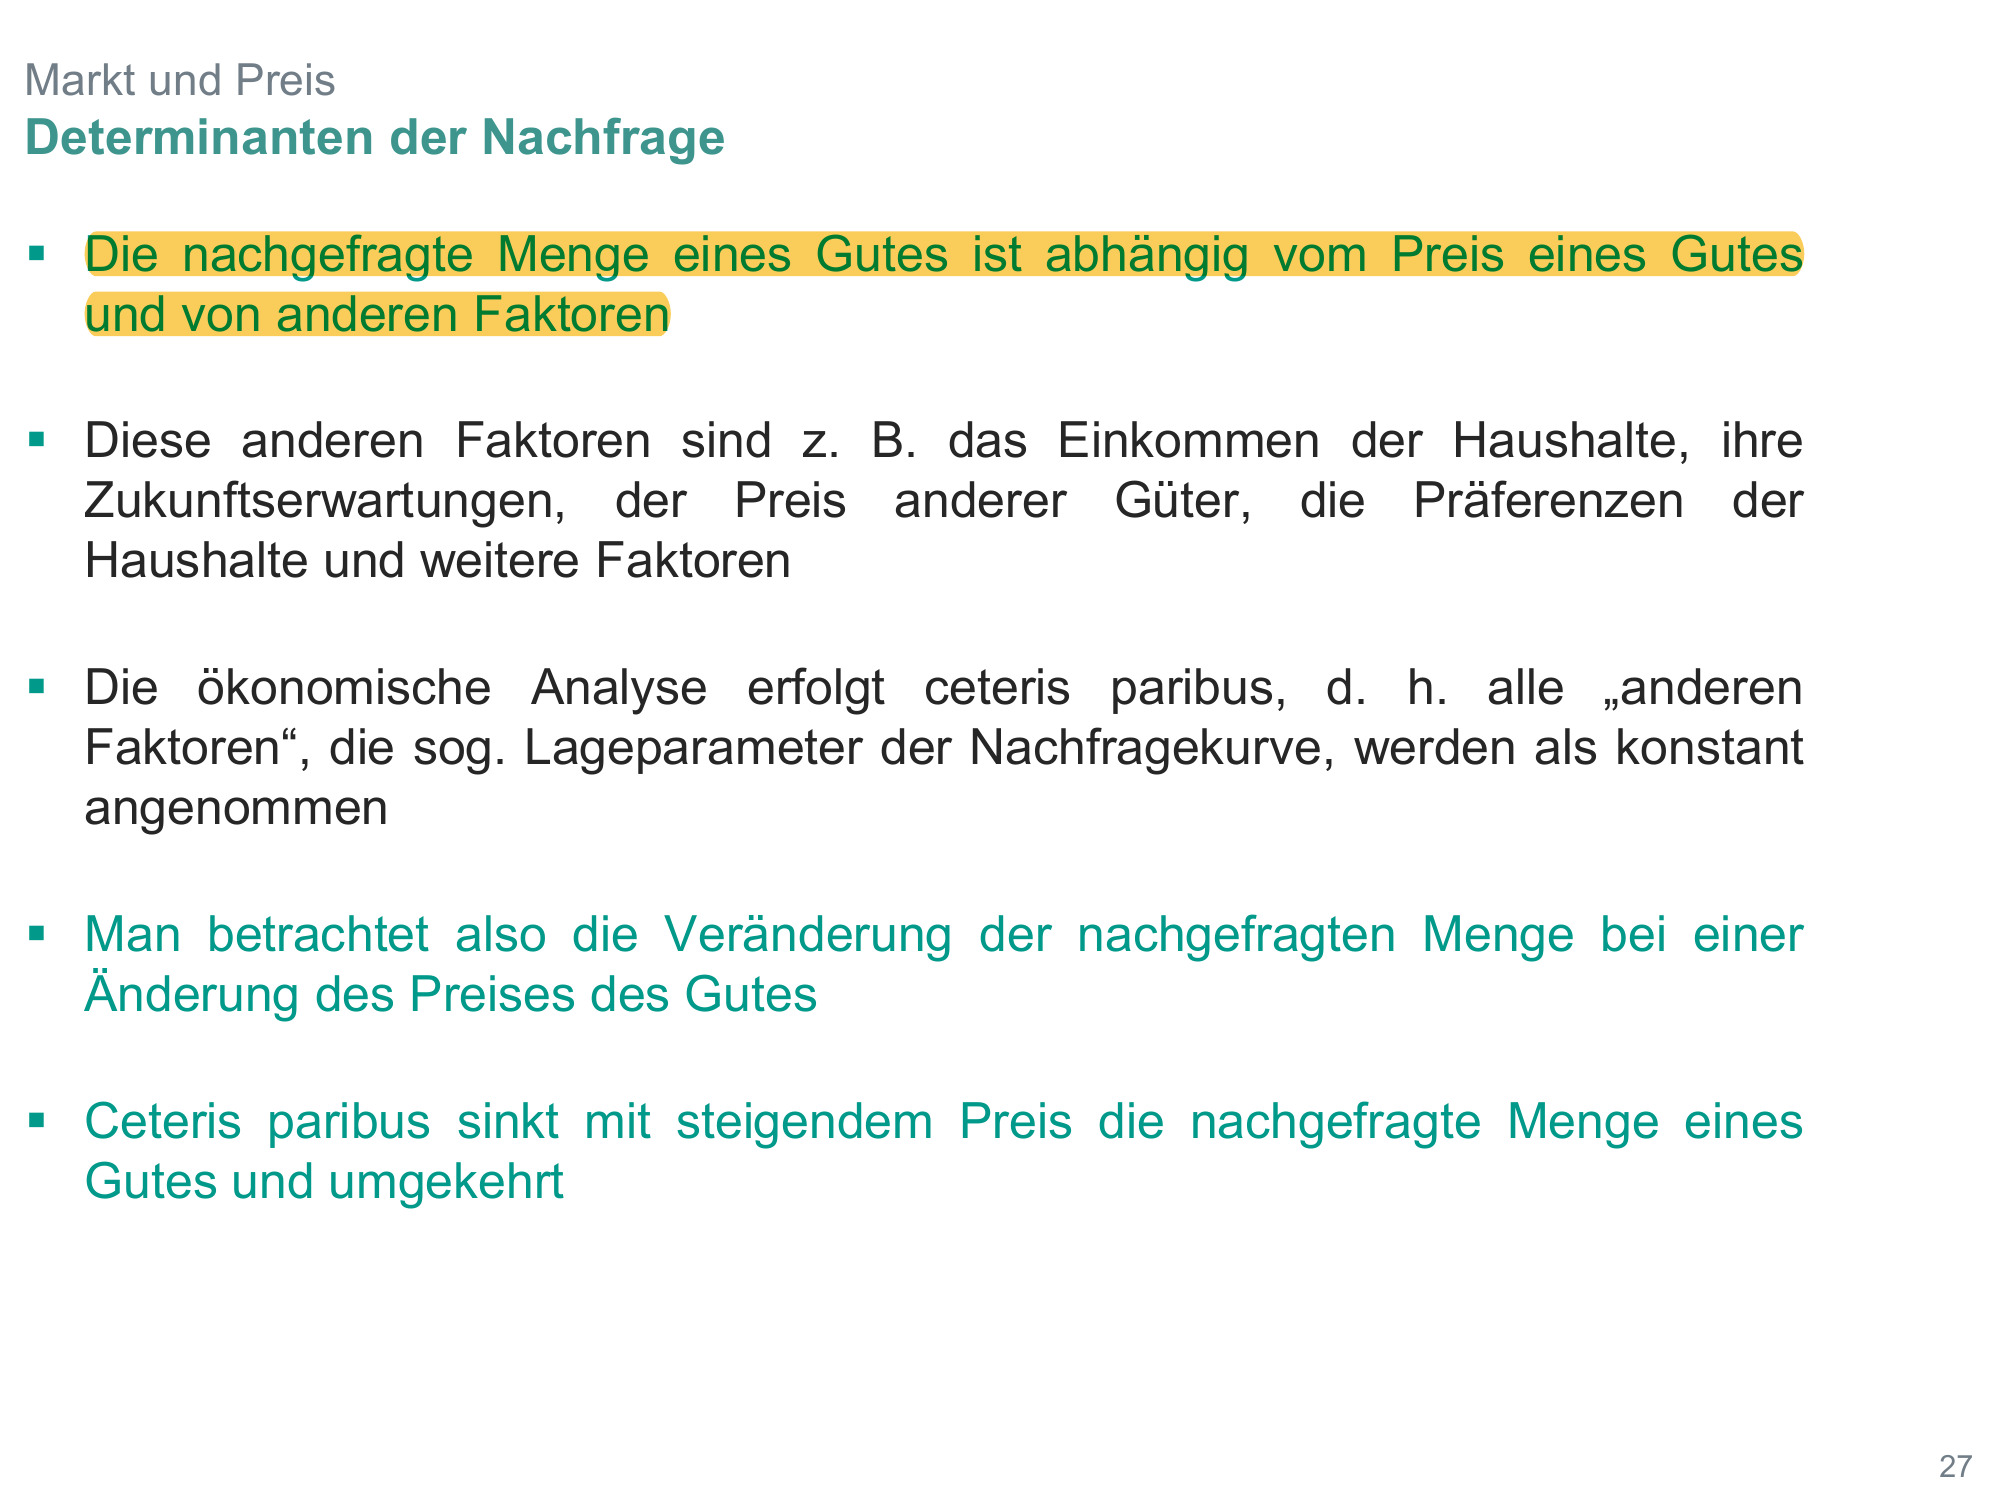 Markt und Preis
Determinanten der Nachfrage
▪ Die nachgefragte Menge eines Gutes ist abhängig vom Preis eines Gutes
und von anderen Faktoren
▪ Diese anderen Faktoren sind z. B. das Einkommen der Haushalte, ihre
Zukunftserwartungen, der Preis anderer Güter, die Präferenzen der
Haushalte und weitere Faktoren
▪ Die ökonomische Analyse erfolgt ceteris paribus, d. h. alle „anderen
Faktoren“, die sog. Lageparameter der Nachfragekurve, werden als konstant
angenommen
▪ Man betrachtet also die Veränderung der nachgefragten Menge bei einer
Änderung des Preises des Gutes
▪ Ceteris paribus sinkt mit steigendem Preis die nachgefragte Menge eines
Gutes und umgekehrt
27